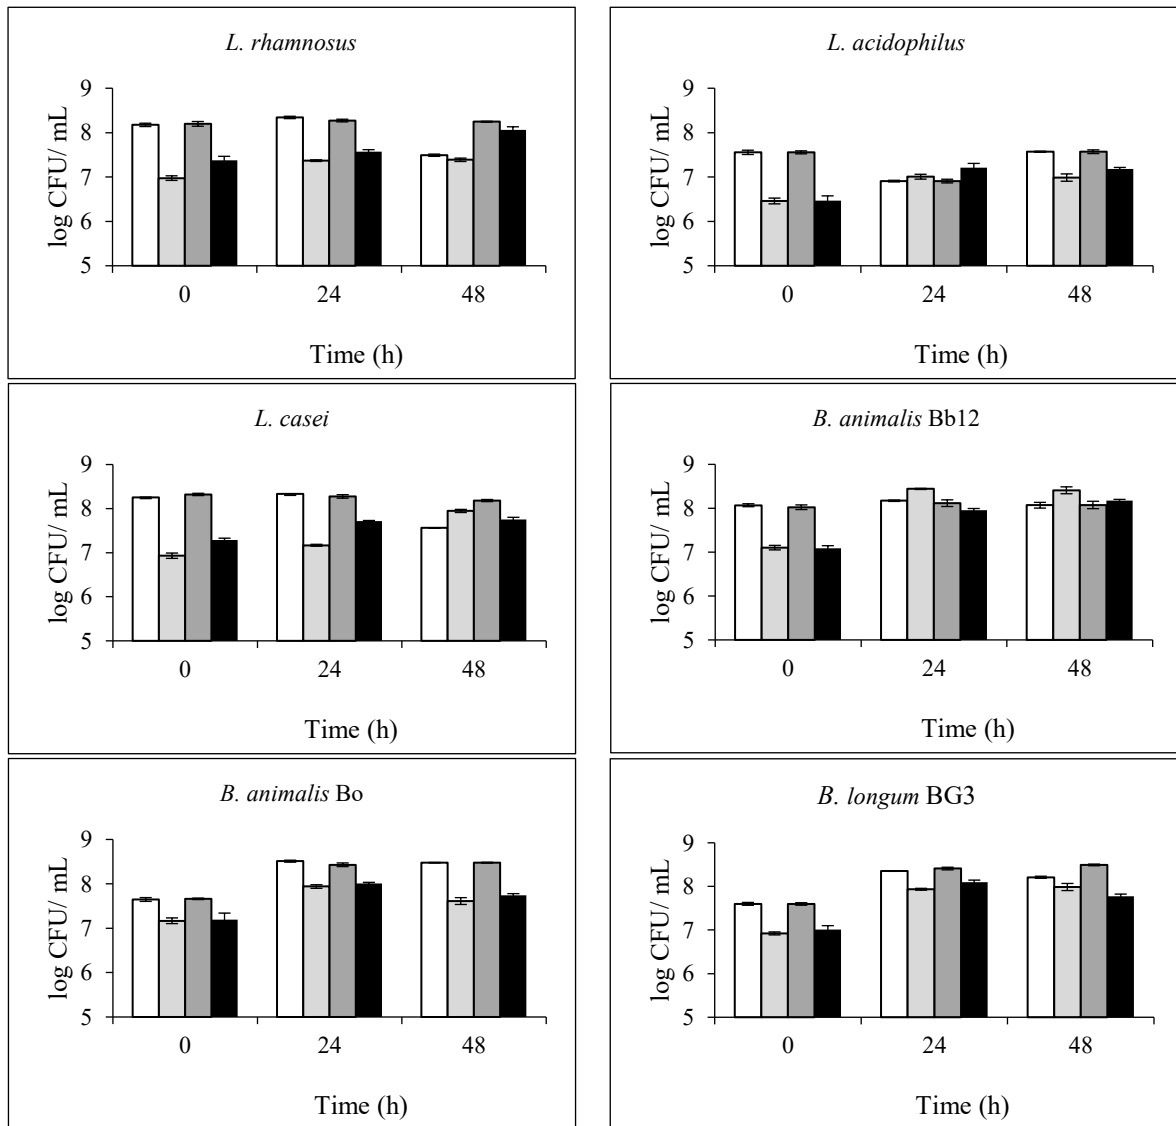 L. rhamnosus
log CFU/ mL
9
8
7
6
5
0 24 48
Time (h)
L. acidophilus
log CFU/ mL
9
8
7
6
5
0 24 48
Time (h)
L. casei
log CFU/ mL
9
8
7
6
5
0 24 48
Time (h)
B. animalis Bb12
log CFU/ mL
9
8
7
6
5
0 24 48
Time (h)
B. animalis Bo
log CFU/ mL
9
8
7
6
5
0 24 48
Time (h)
B. longum BG3
log CFU/ mL
9
8
7
6
5
0 24 48
Time (h)